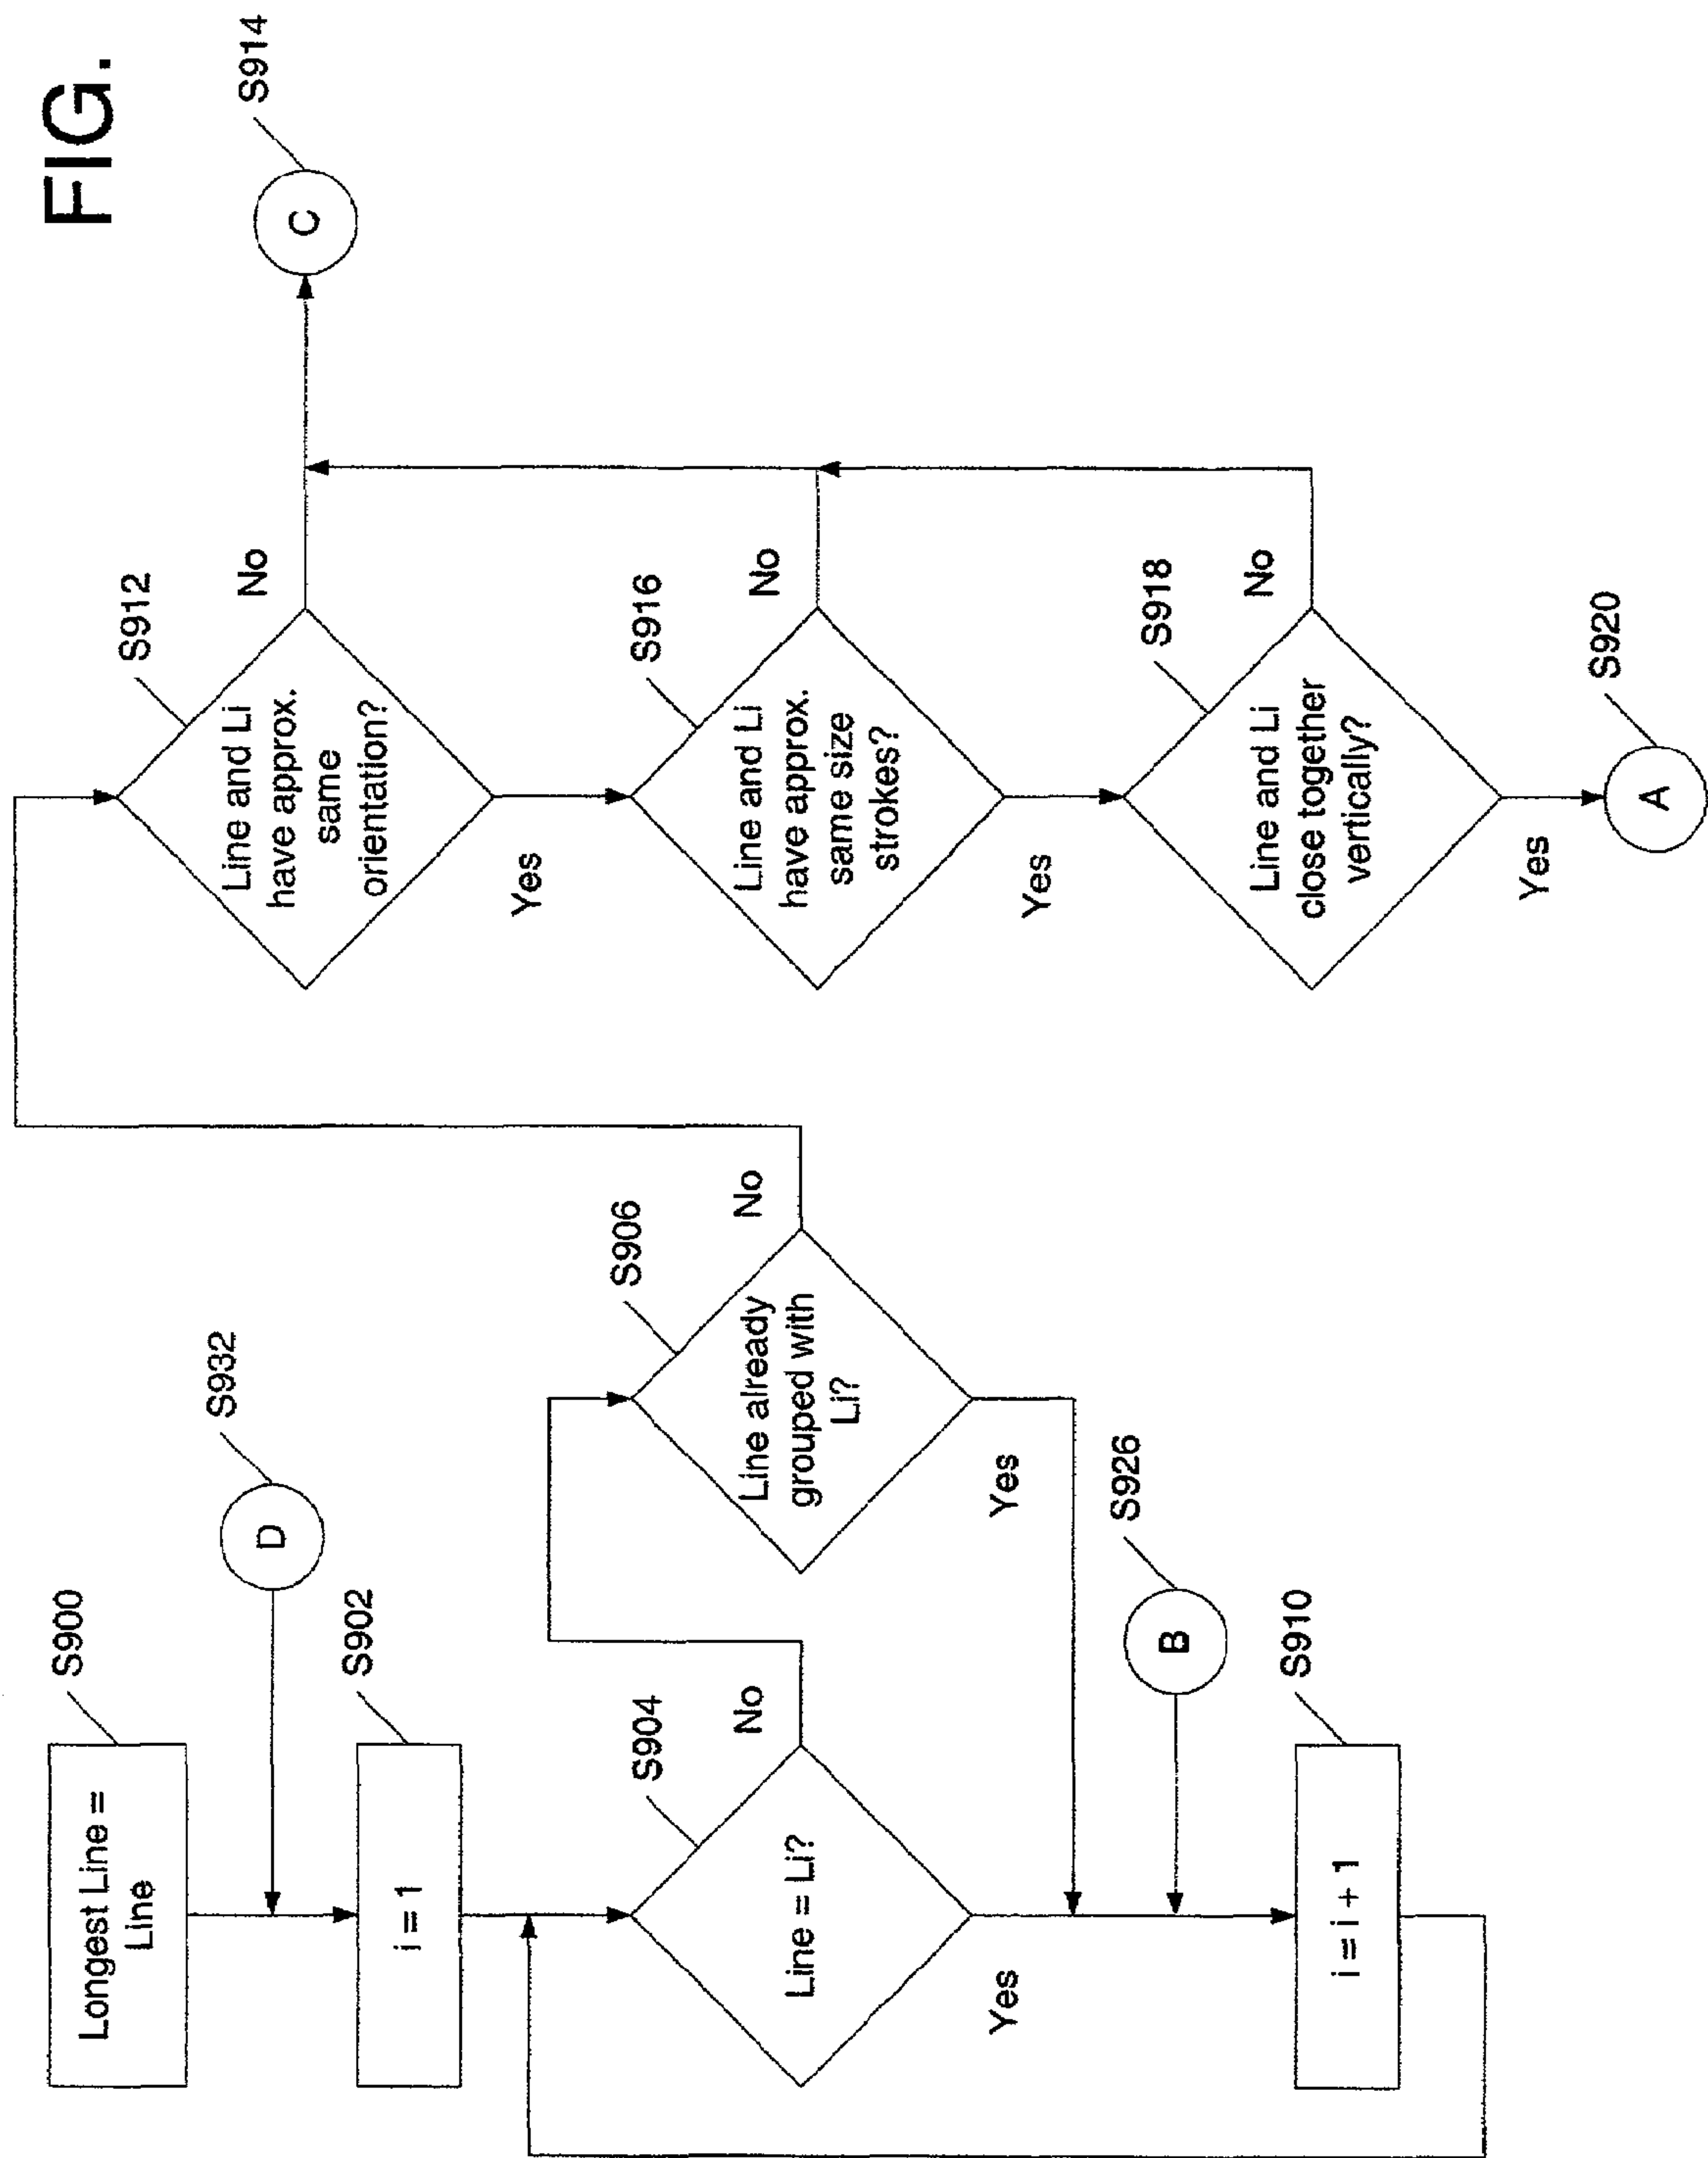 FIG.
S900
Longest Line =
Line
S932
D
S902
i = 1
S904
Line = Li?
No
Yes
S906
Line already
grouped with
Li?
No
Yes
S926
B
S910
i = i + 1
S912
Line and Li
have approx.
same
orientation?
No
Yes
S914
C
S916
Line and Li
have approx.
same size
strokes?
No
Yes
S918
Line and Li
close together
vertically?
No
Yes
S920
A